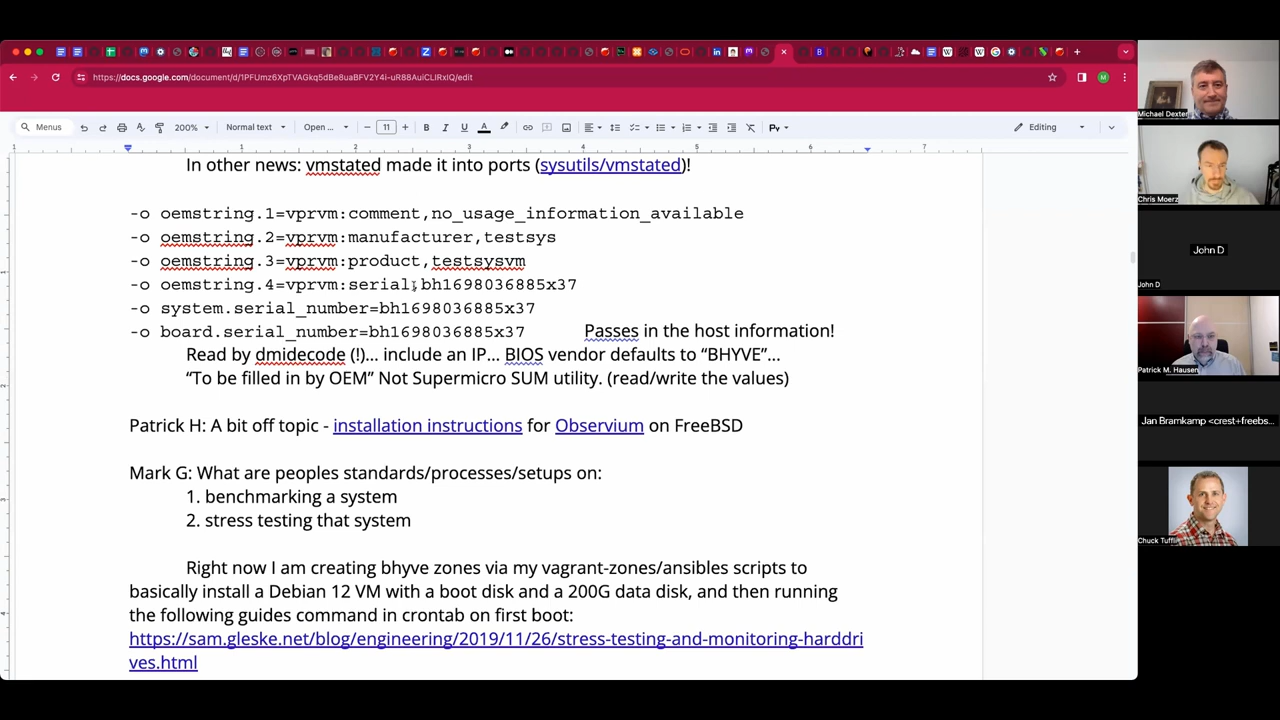 https://docs.google.com/document/d/1PFUmz6XpTVAGkq5dBe8uaBFV2Y4i-uR88AuiCLIRxIQ/edit
Menus
200%
Normal text
Open ...
11
Editing
In other news: vmstated made it into ports (sysutils/vmstated)!
-o oemstring.1=vprvm:comment,no_usage_information_available
-o oemstring.2=vprvm:manufacturer,testsys
-o oemstring.3=vprvm:product,testsysvm
-o oemstring.4=vprvm:serial,bh1698036885x37
-o system.serial_number=bh1698036885x37
-o board.serial_number=bh1698036885x37 Passes in the host information!
Read by dmidecode (!)... include an IP... BIOS vendor defaults to “BHYVE”...
“To be filled in by OEM” Not Supermicro SUM utility. (read/write the values)
Patrick H: A bit off topic - installation instructions for Observium on FreeBSD
Mark G: What are peoples standards/processes/setups on:
1. benchmarking a system
2. stress testing that system
Right now I am creating bhyve zones via my vagrant-zones/ansibles scripts to
basically install a Debian 12 VM with a boot disk and a 200G data disk, and then running
the following guides command in crontab on first boot:
https://sam.gleske.net/blog/engineering/2019/11/26/stress-testing-and-monitoring-harddri
ves.html
Michael Dexter
Chris Moerz
John D
John D
Patrick M. Hausen
Jan Bramkamp <crest+freebs...
Chuck Tuffli